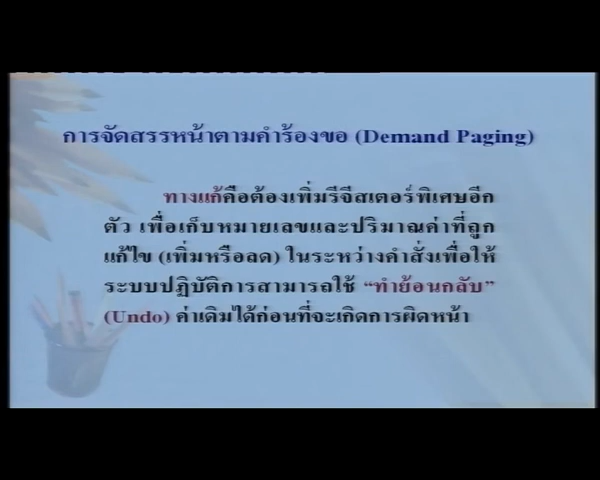 การจัดสรรหน้าตามคำร้องขอ (Demand Paging)
ทางแก้คือต้องเพิ่มรีจีสเตอร์พิเศษอีก
ตัว เพื่อเก็บหมายเลขและปริมาณค่าที่ถูก
แก้ไข (เพิ่มหรือลด) ในระหว่างคำสั่งเพื่อให้
ระบบปฏิบัติการสามารถใช้ “ทำย้อนกลับ”
(Undo) ค่าเดิมได้ก่อนที่จะเกิดการผิดหน้า